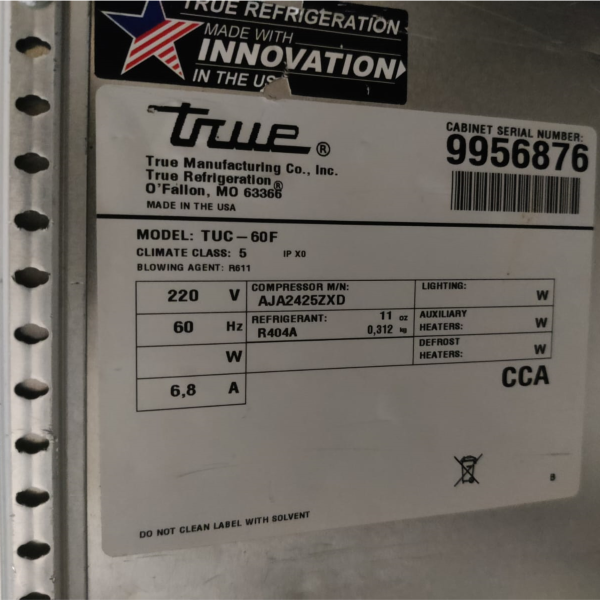 TRUE REFRIGERATION
MADE WITH
INNOVATION
IN THE US
1
true®
True Manufacturing Co., Inc.
True Refrigeration®
O'Fallon, MO 63366
MADE IN THE USA
CABINET SERIAL NUMBER:
9956876
MODEL: TUC-60F
CLIMATE CLASS: 5 IP X0
BLOWING AGENT: R611
220 V
60 Hz
W
6,8 A
COMPRESSOR M/N:
AJA2425ZXD
REFRIGERANT: 11 oz
R404A 0,312 kg
LIGHTING: W
AUXILIARY
HEATERS: W
DEFROST
HEATERS: W
CCA
DO NOT CLEAN LABEL WITH SOLVENT